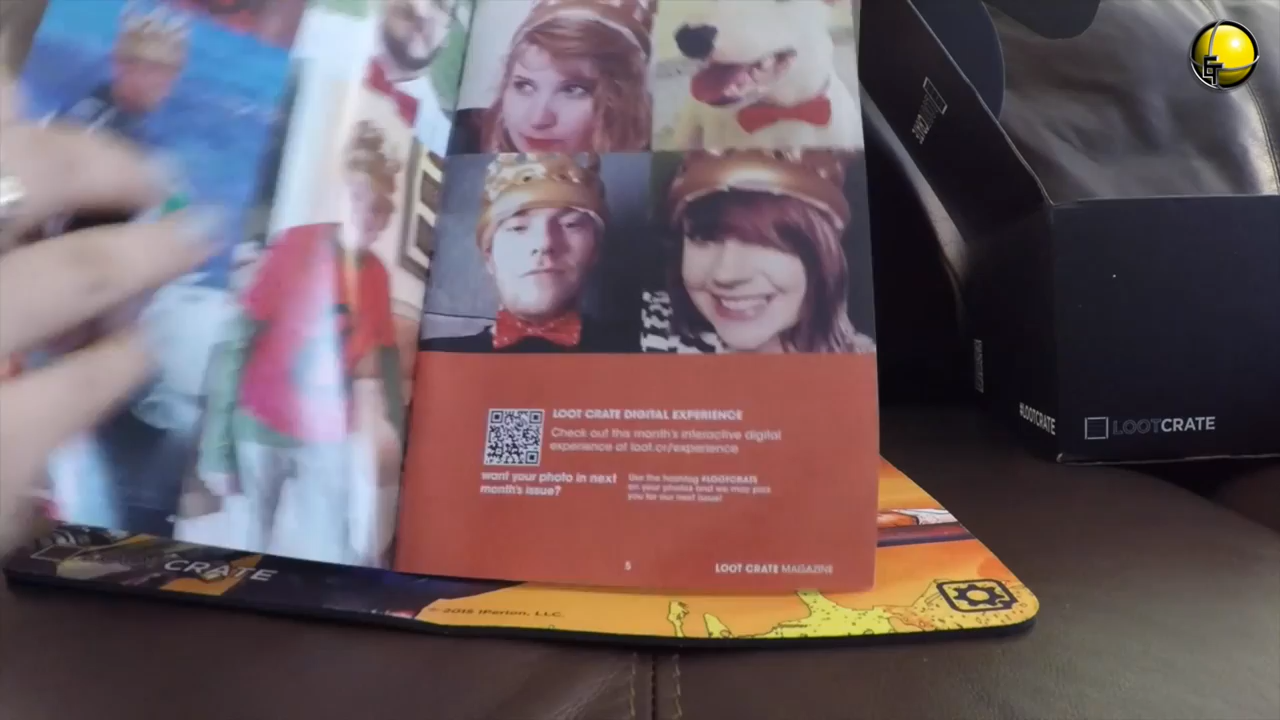 LOOT CRATE DIGITAL EXPERIENCE
Check out this month's interactive digital
experience at loot.cr/experience
want your photo in next
month's issue?
Use the hashtag #LOOTCRATE
on your photos and we may pick
you for our next issue!
5
LOOT CRATE MAGAZINE
CRATE
© 2015 IPerion, LLC.
#LOOTCRATE
LOOTCRATE